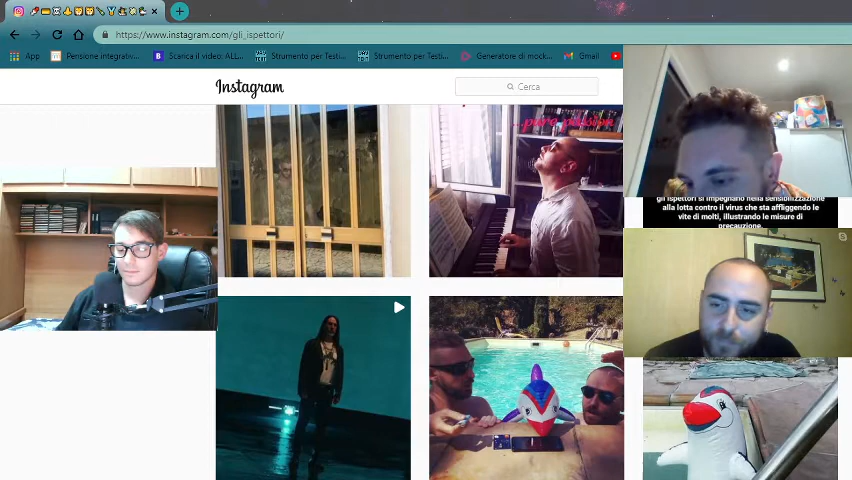 https://www.instagram.com/gli_ispettori/
App
Pensione integrativ...
Scarica il video: ALL...
Strumento per Testi...
Strumento per Testi...
Generatore di mock...
Gmail
Instagram
Cerca
...pure passion
gli ispettori si impegnano nella sensibilizzazione
alla lotta contro il virus che sta affliggendo le
vite di molti, illustrando le misure di
precauzione.